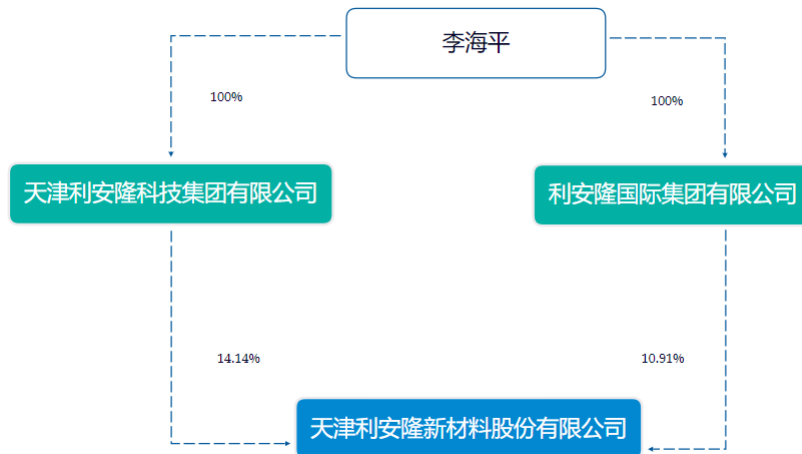 李海平
100%
100%
天津利安隆科技集团有限公司
利安隆国际集团有限公司
14.14%
10.91%
天津利安隆新材料股份有限公司